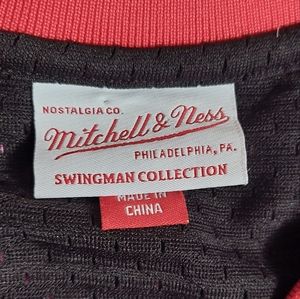 NOSTALGIA CO.
Mitchell & Ness
PHILADELPHIA, PA.
SWINGMAN COLLECTION
MADE IN
CHINA